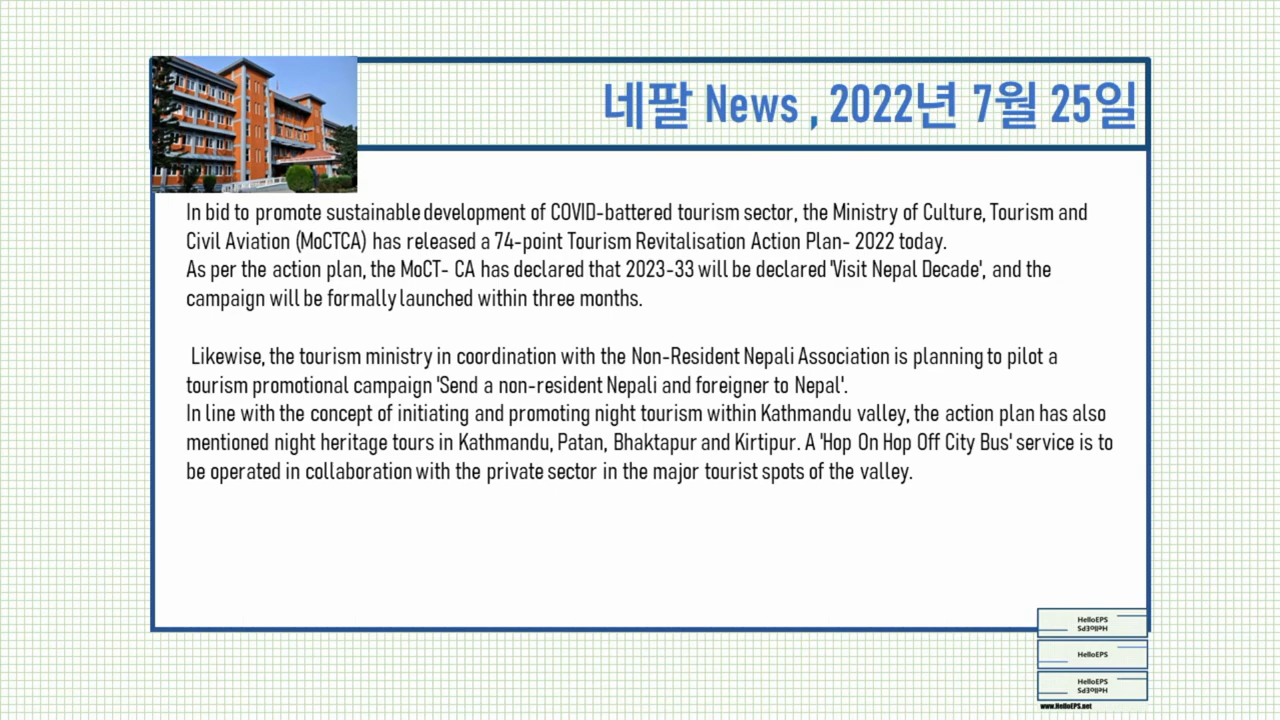 네팔 News , 2022년 7월 25일
In bid to promote sustainable development of COVID-battered tourism sector, the Ministry of Culture, Tourism and
Civil Aviation (MoCTCA) has released a 74-point Tourism Revitalisation Action Plan- 2022 today.
As per the action plan, the MoCT- CA has declared that 2023-33 will be declared 'Visit Nepal Decade', and the
campaign will be formally launched within three months.
Likewise, the tourism ministry in coordination with the Non-Resident Nepali Association is planning to pilot a
tourism promotional campaign 'Send a non-resident Nepali and foreigner to Nepal'.
In line with the concept of initiating and promoting night tourism within Kathmandu valley, the action plan has also
mentioned night heritage tours in Kathmandu, Patan, Bhaktapur and Kirtipur. A 'Hop On Hop Off City Bus' service is to
be operated in collaboration with the private sector in the major tourist spots of the valley.
HelloEPS
HelloEPS
HelloEPS
HelloEPS
HelloEPS
www.HelloEPS.net